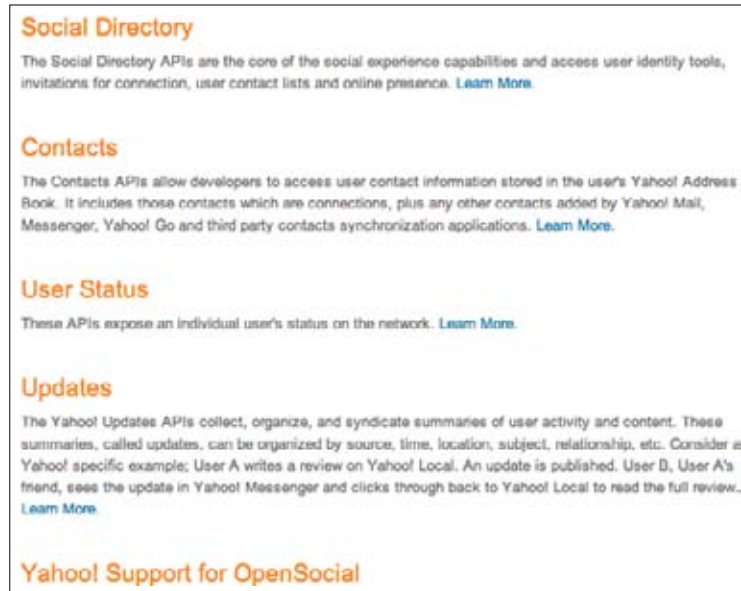 Social Directory
The Social Directory APIs are the core of the social experience capabilities and access user identity tools,
invitations for connection, user contact lists and online presence. Learn More.
Contacts
The Contacts APIs allow developers to access user contact information stored in the user's Yahoo! Address
Book. It includes those contacts which are connections, plus any other contacts added by Yahoo! Mail,
Messenger, Yahoo! Go and third party contacts synchronization applications. Learn More.
User Status
These APIs expose an individual user's status on the network. Learn More.
Updates
The Yahoo! Updates APIs collect, organize, and syndicate summaries of user activity and content. These
summaries, called updates, can be organized by source, time, location, subject, relationship, etc. Consider a
Yahoo! specific example; User A writes a review on Yahoo! Local. An update is published. User B, User A's
friend, sees the update in Yahoo! Messenger and clicks through back to Yahoo! Local to read the full review..
Learn More.
Yahoo! Support for OpenSocial